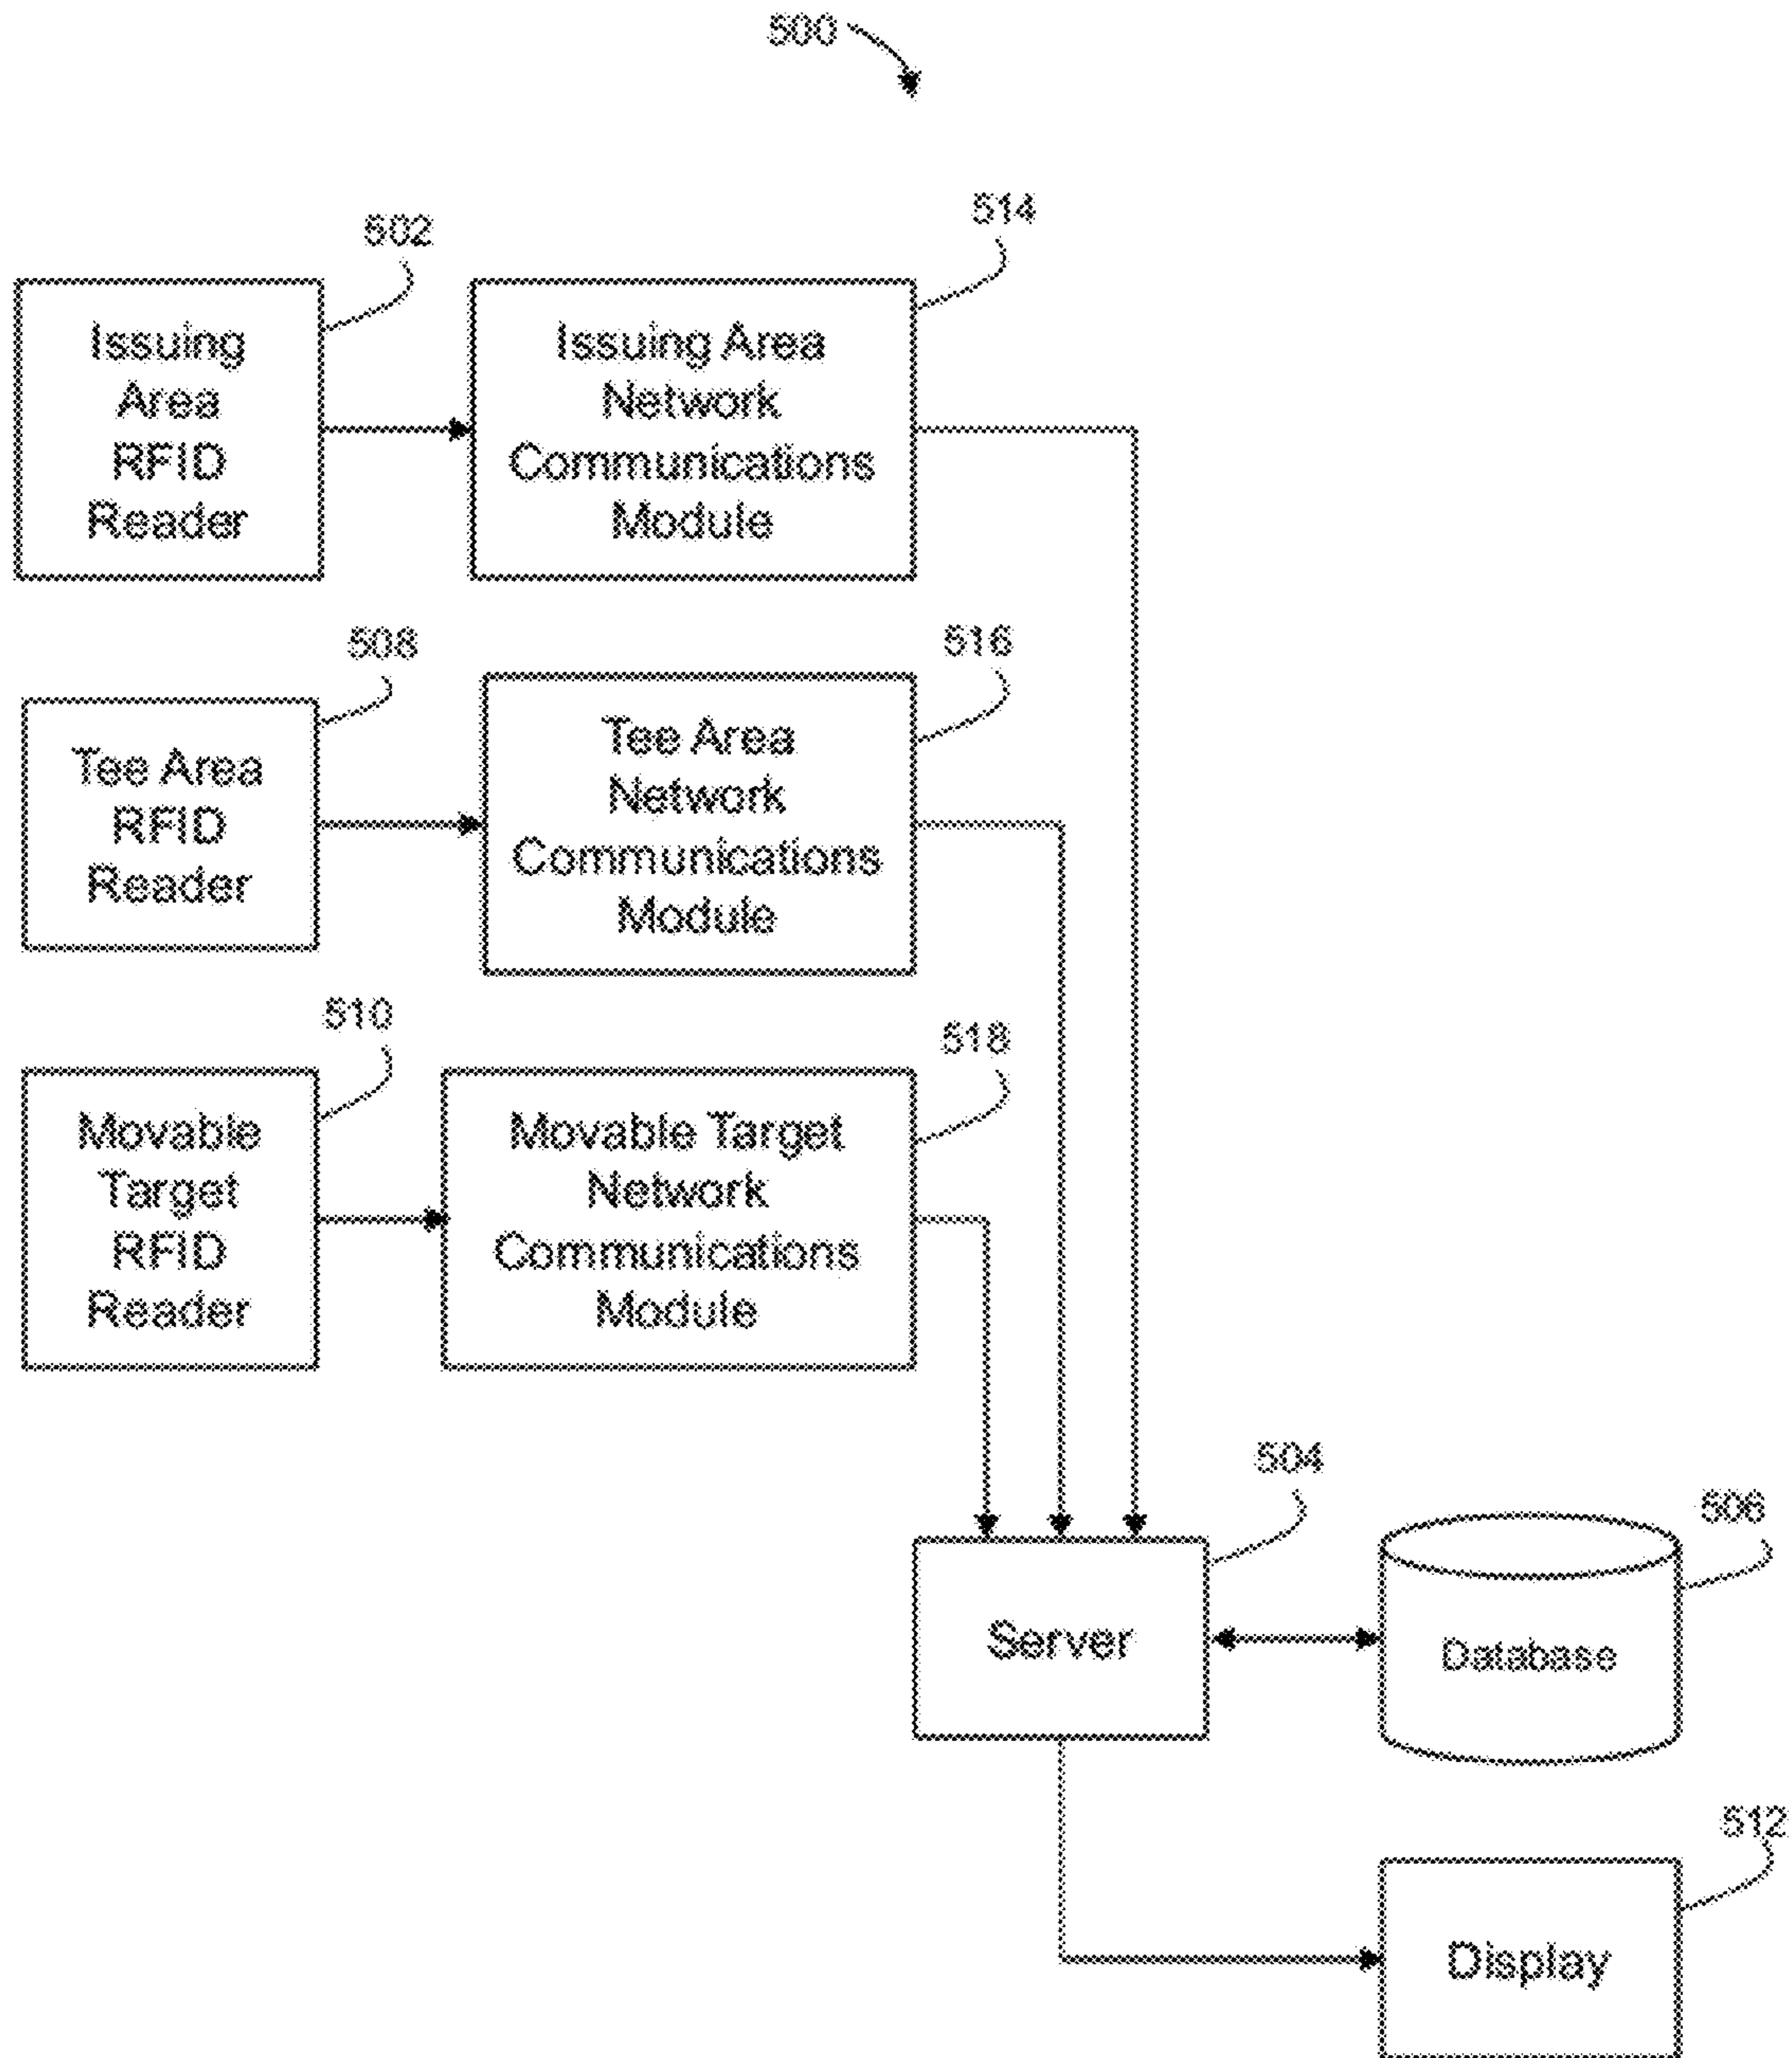 500
502
514
Issuing
Area
RFID
Reader
Issuing Area
Network
Communications
Module
508
516
Tee Area
RFID
Reader
Tee Area
Network
Communications
Module
510
518
Movable
Target
RFID
Reader
Movable Target
Network
Communications
Module
504
506
Server
Database
512
Display